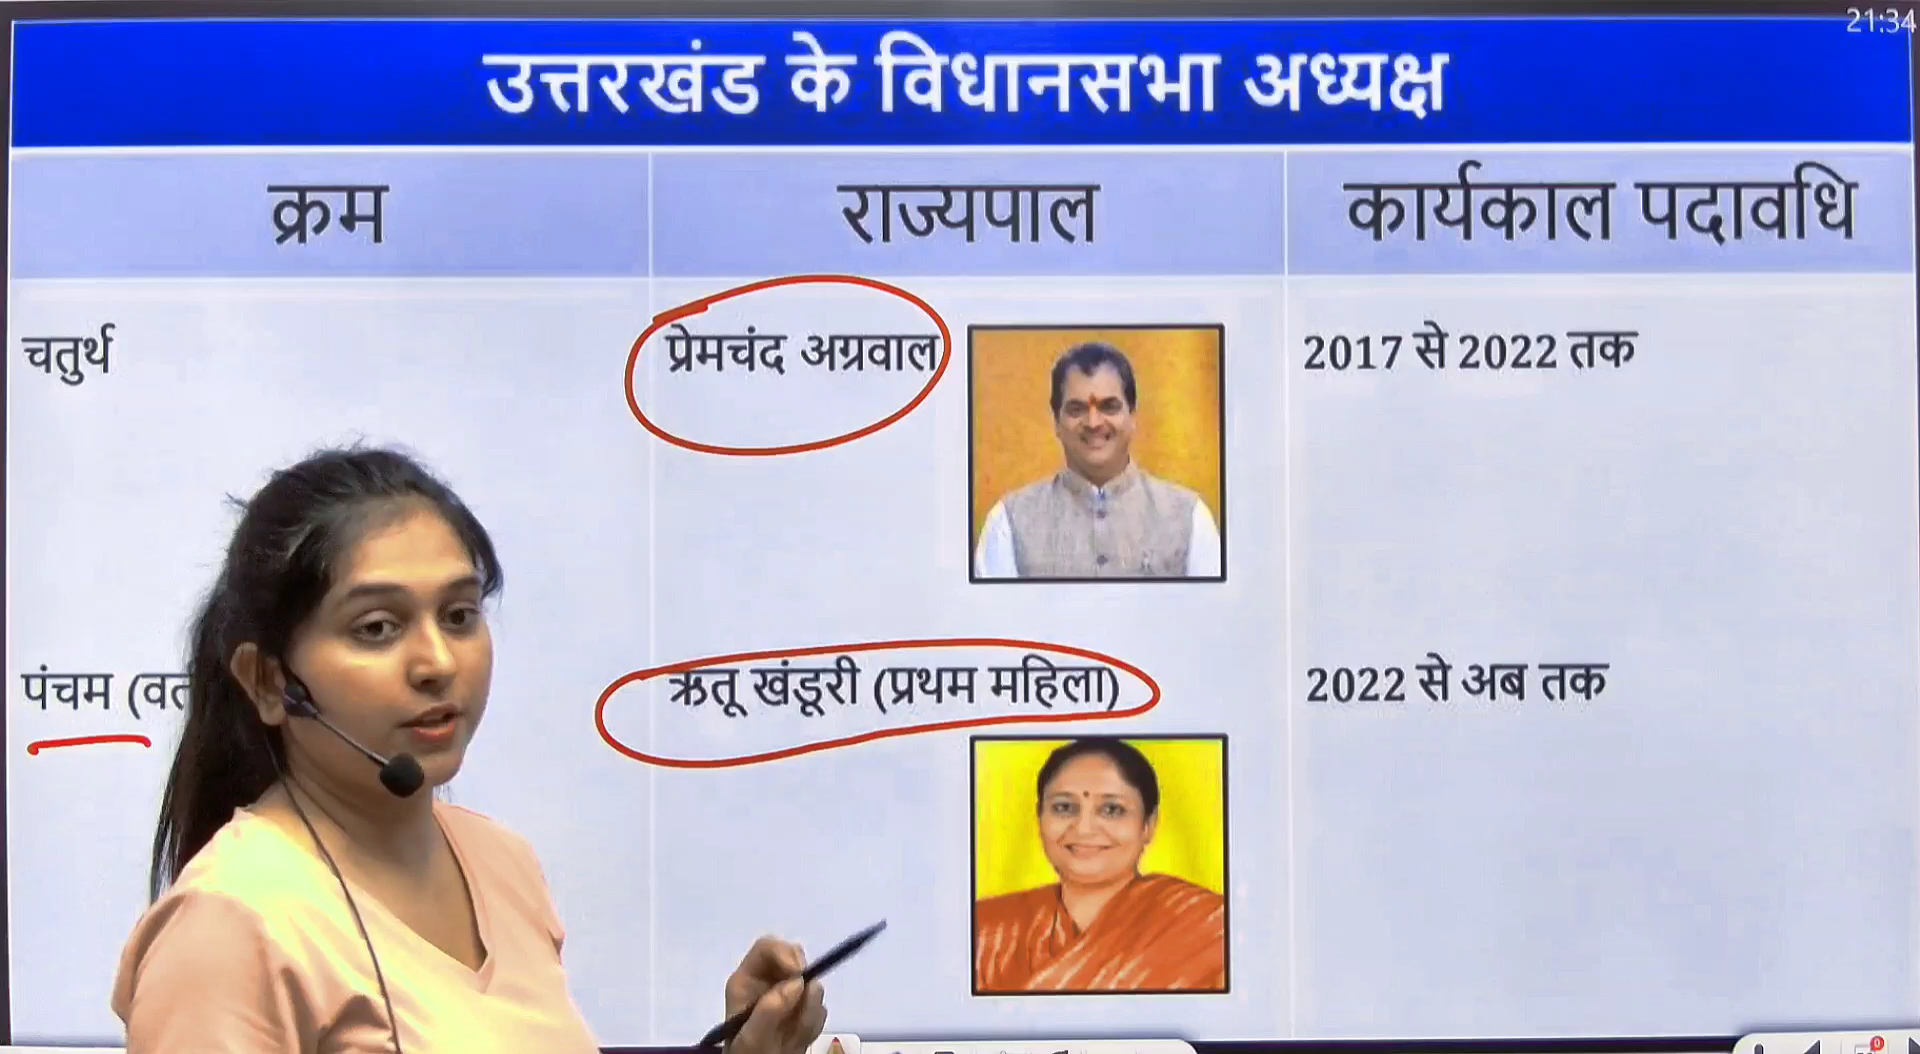 21:34
उत्तरखंड के विधानसभा अध्यक्ष
क्रम राज्यपाल कार्यकाल पदावधि
चतुर्थ प्रेमचंद अग्रवाल 2017 से 2022 तक
पंचम ऋतू खंडूरी (प्रथम महिला) 2022 से अब तक
0